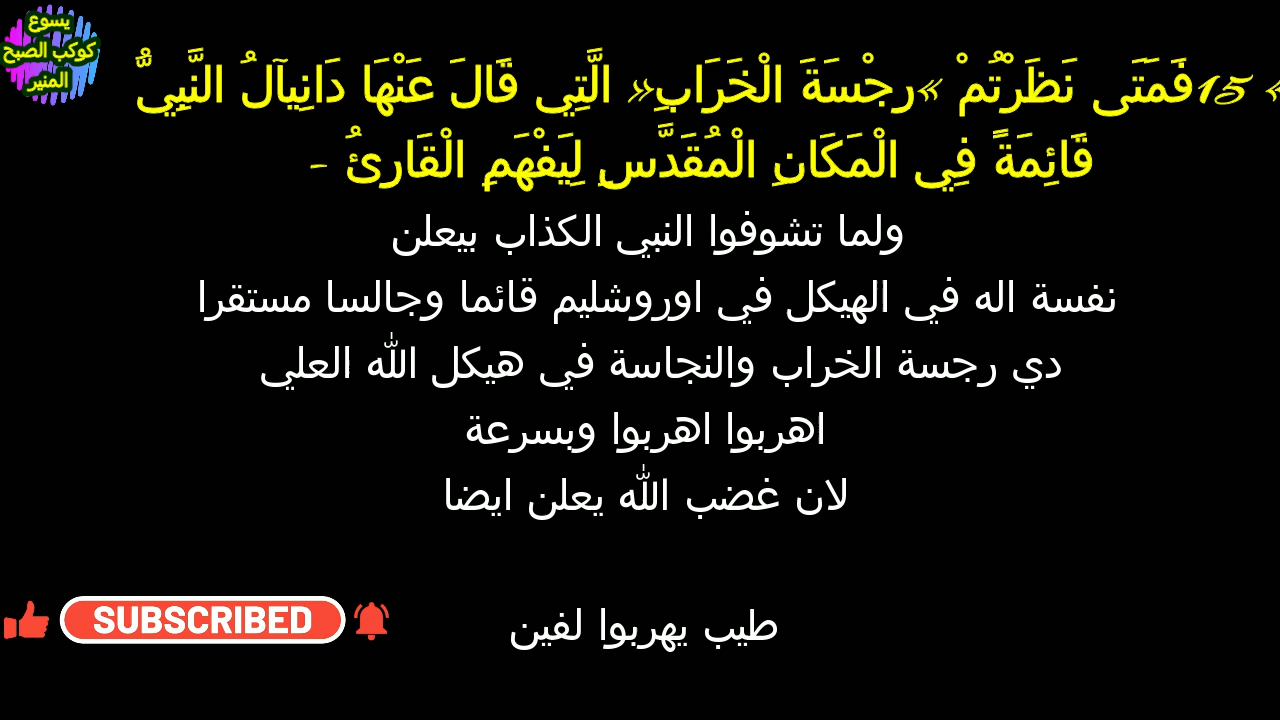 يسوع
كوكب الصبح
المنير
» 15فَمَتَى نَظَرْتُمْ »رِجْسَةَ الْخَرَابِ« الَّتِي قَالَ عَنْهَا دَانِيآلُ النَّبِيُّ
قَائِمَةً فِي الْمَكَانِ الْمُقَدَّسِ لِيَفْهَمِ الْقَارِئُ -
ولما تشوفوا النبي الكذاب بيعلن
نفسة اله في الهيكل في اوروشليم قائما وجالسا مستقرا
دي رجسة الخراب والنجاسة في هيكل الله العلي
اهربوا اهربوا وبسرعة
لان غضب الله يعلن ايضا
SUBSCRIBED
طيب يهربوا لفين